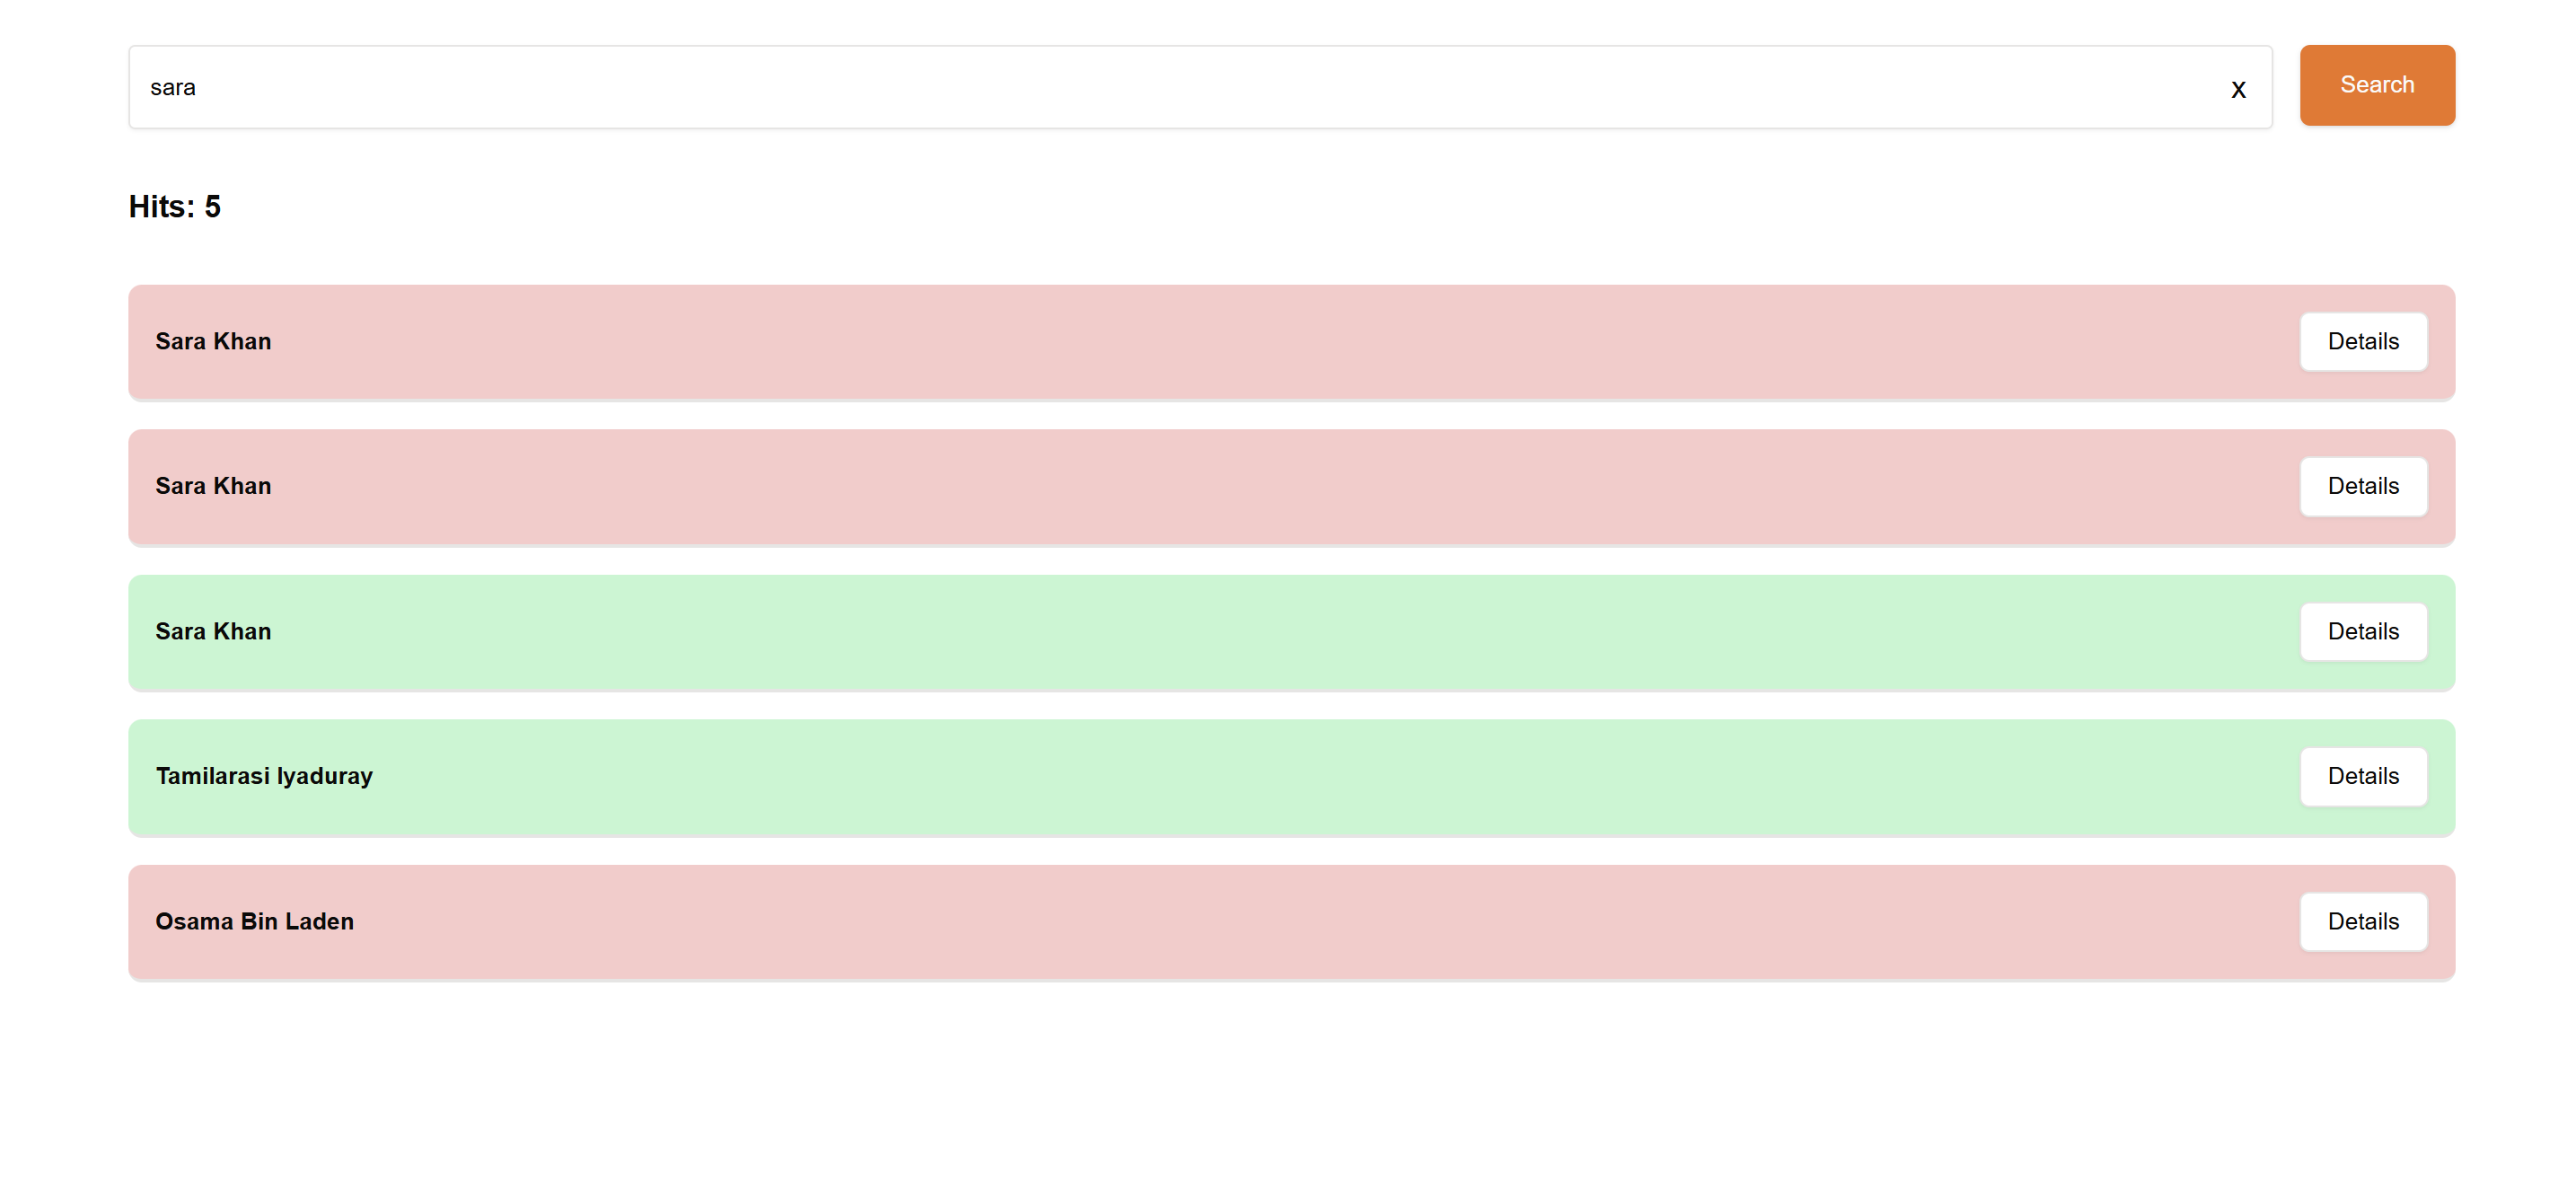 sara
x
Search
Hits: 5
Sara Khan
Details
Sara Khan
Details
Sara Khan
Details
Tamilarasi Iyaduray
Details
Osama Bin Laden
Details